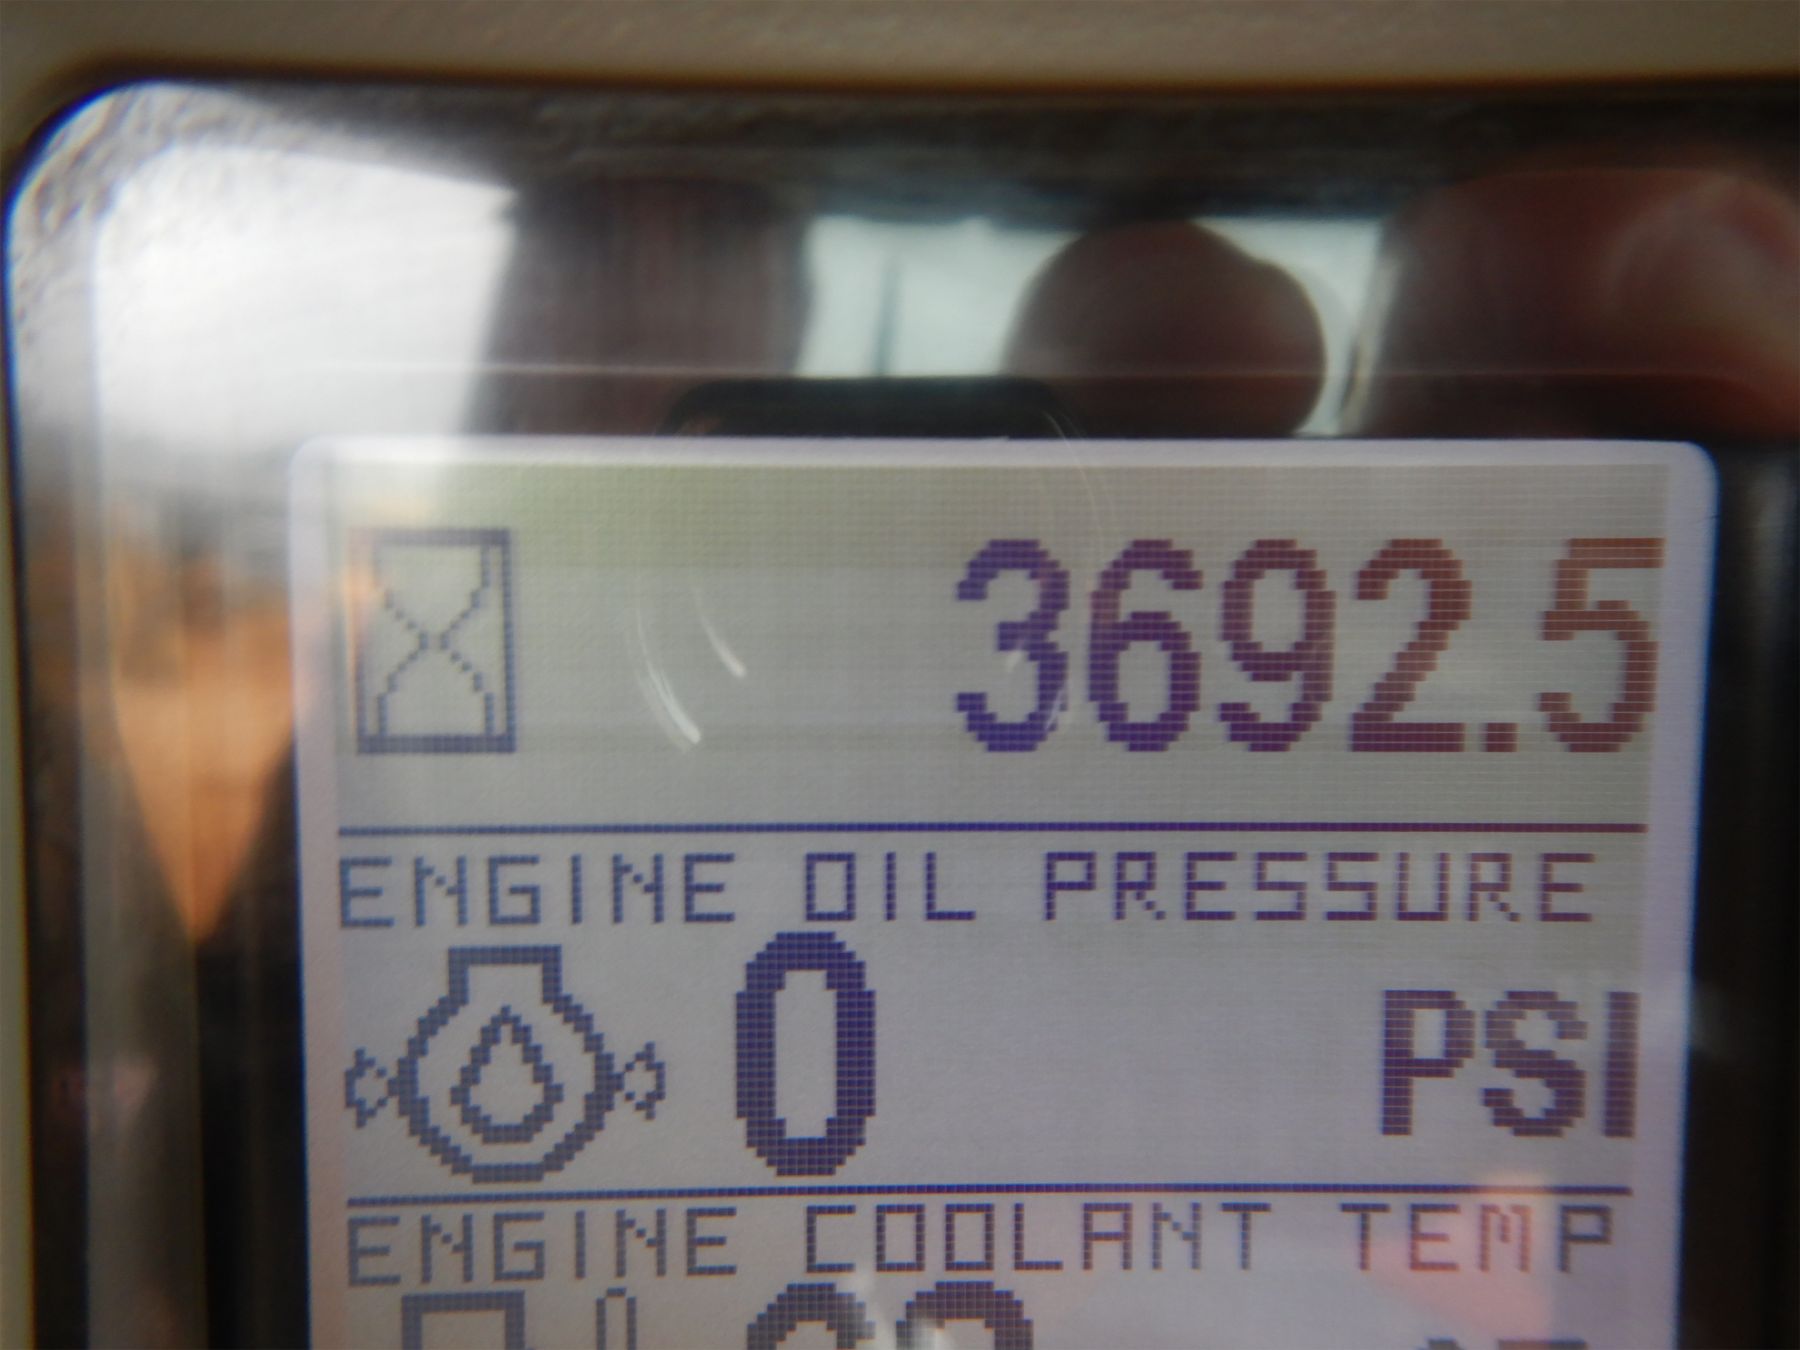 3692.5
ENGINE OIL PRESSURE
0 PSI
ENGINE COOLANT TEMP